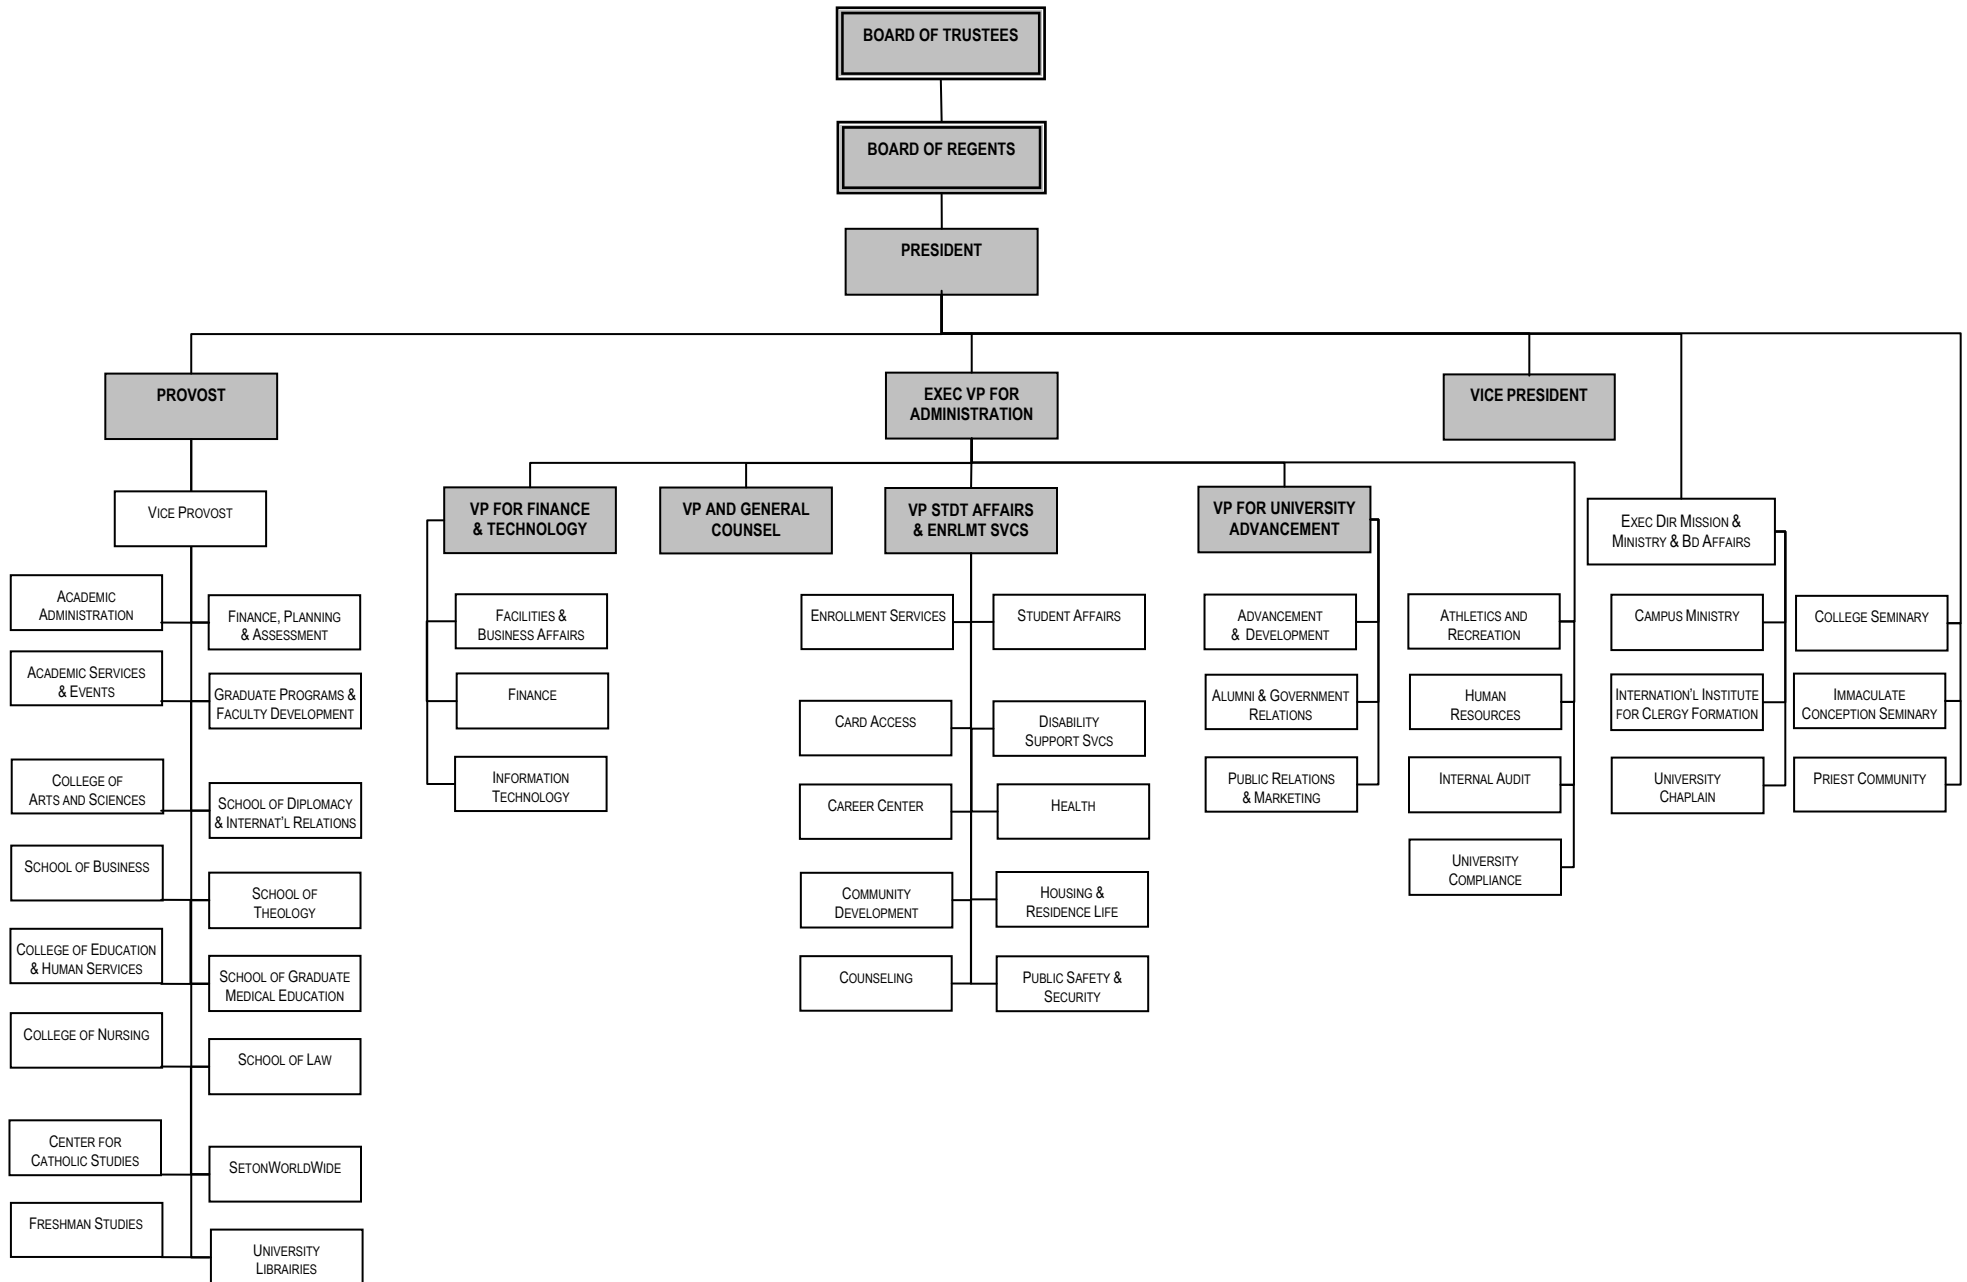 BOARD OF TRUSTEES
BOARD OF REGENTS
PRESIDENT
PROVOST
EXEC VP FOR
ADMINISTRATION
VICE PRESIDENT
VICE PROVOST
VP FOR FINANCE
& TECHNOLOGY
VP AND GENERAL
COUNSEL
VP STDT AFFAIRS
& ENRLMT SVCS
VP FOR UNIVERSITY
ADVANCEMENT
EXEC DIR MISSION &
MINISTRY & BD AFFAIRS
ACADEMIC
ADMINISTRATION
FINANCE, PLANNING
& ASSESSMENT
ACADEMIC SERVICES
& EVENTS
GRADUATE PROGRAMS &
FACULTY DEVELOPMENT
COLLEGE OF
ARTS AND SCIENCES
SCHOOL OF DIPLOMACY
& INTERNAT'L RELATIONS
SCHOOL OF BUSINESS
SCHOOL OF
THEOLOGY
COLLEGE OF EDUCATION
& HUMAN SERVICES
SCHOOL OF GRADUATE
MEDICAL EDUCATION
COLLEGE OF NURSING
SCHOOL OF LAW
CENTER FOR
CATHOLIC STUDIES
SETONWORLDWIDE
FRESHMAN STUDIES
UNIVERSITY
LIBRAIRIES
FACILITIES &
BUSINESS AFFAIRS
FINANCE
INFORMATION
TECHNOLOGY
ENROLLMENT SERVICES
STUDENT AFFAIRS
CARD ACCESS
DISABILITY
SUPPORT SVCS
CAREER CENTER
HEALTH
COMMUNITY
DEVELOPMENT
HOUSING &
RESIDENCE LIFE
COUNSELING
PUBLIC SAFETY &
SECURITY
ADVANCEMENT
& DEVELOPMENT
ALUMNI & GOVERNMENT
RELATIONS
PUBLIC RELATIONS
& MARKETING
ATHLETICS AND
RECREATION
HUMAN
RESOURCES
INTERNAL AUDIT
UNIVERSITY
COMPLIANCE
CAMPUS MINISTRY
INTERNATION'L INSTITUTE
FOR CLERGY FORMATION
UNIVERSITY
CHAPLAIN
COLLEGE SEMINARY
IMMACULATE
CONCEPTION SEMINARY
PRIEST COMMUNITY